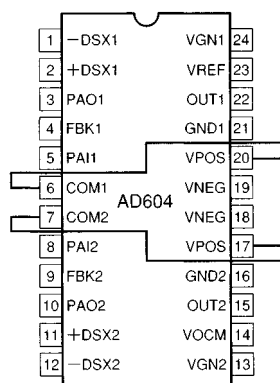 1 −DSX1 VGN1 24
2 +DSX1 VREF 23
3 PAO1 OUT1 22
4 FBK1 GND1 21
5 PAI1 VPOS 20
6 COM1 VNEG 19
AD604
7 COM2 VNEG 18
8 PAI2 VPOS 17
9 FBK2 GND2 16
10 PAO2 OUT2 15
11 +DSX2 VOCM 14
12 −DSX2 VGN2 13